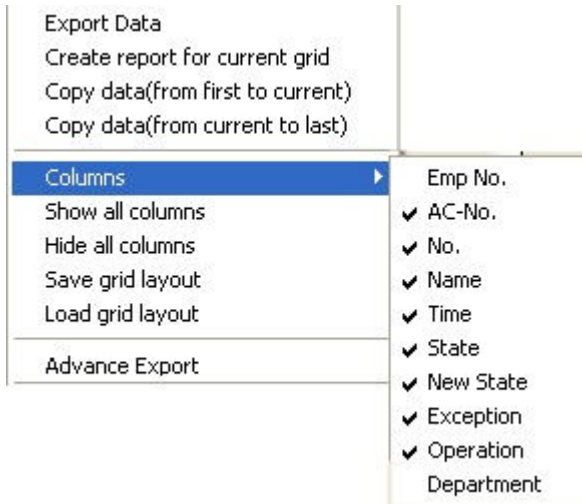 Export Data
Create report for current grid
Copy data(from first to current)
Copy data(from current to last)
Columns
Show all columns
Hide all columns
Save grid layout
Load grid layout
Advance Export
Emp No.
AC-No.
No.
Name
Time
State
New State
Exception
Operation
Department